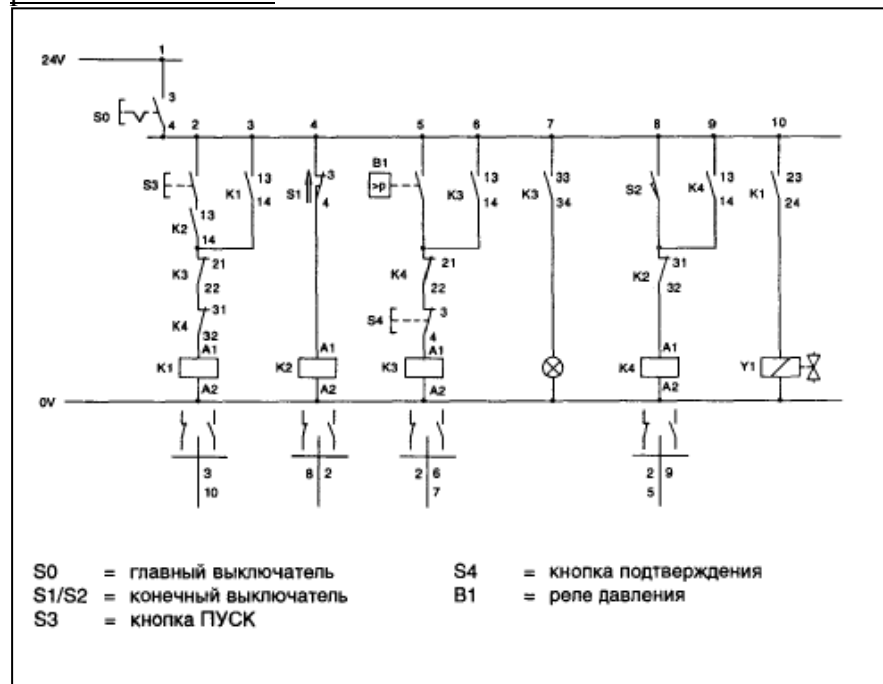 1
24V
3
S0
4
2
3
4
5
6
7
8
9
10
S3
K1
13
14
S1
3
4
B1
>p
K3
13
14
K3
33
34
S2
K4
13
14
K1
23
24
K2
13
14
K3
21
22
K4
21
22
K2
31
32
K4
31
32
S4
3
4
A1
K1
A2
A1
K2
A2
A1
K3
A2
A1
K4
A2
Y1
0V
3
10
8 2
2 6
7
2 9
5
S0 = главный выключатель
S1/S2 = конечный выключатель
S3 = кнопка ПУСК
S4 = кнопка подтверждения
B1 = реле давления